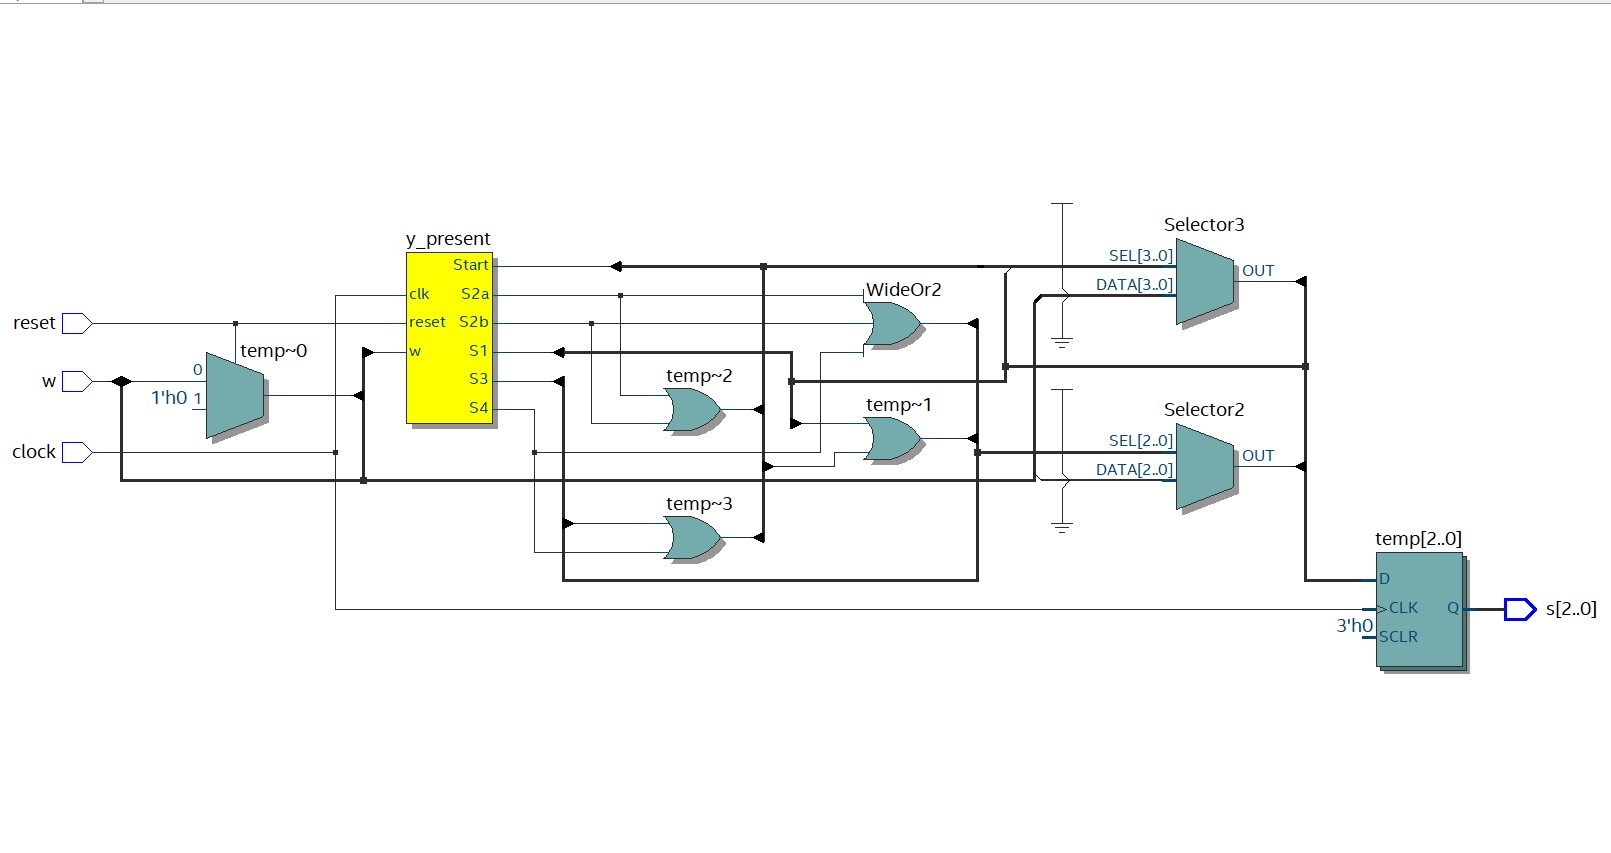 Selector3
y_present
SEL[3..0]
Start
OUT
DATA[3..0]
clk
S2a
WideOr2
reset
reset
S2b
temp~0
w
S1
0
w
S3
temp~2
1'h0
1
S4
temp~1
Selector2
SEL[2..0]
clock
OUT
DATA[2..0]
temp~3
temp[2..0]
D
CLK
Q
s[2..0]
3'h0
SCLR